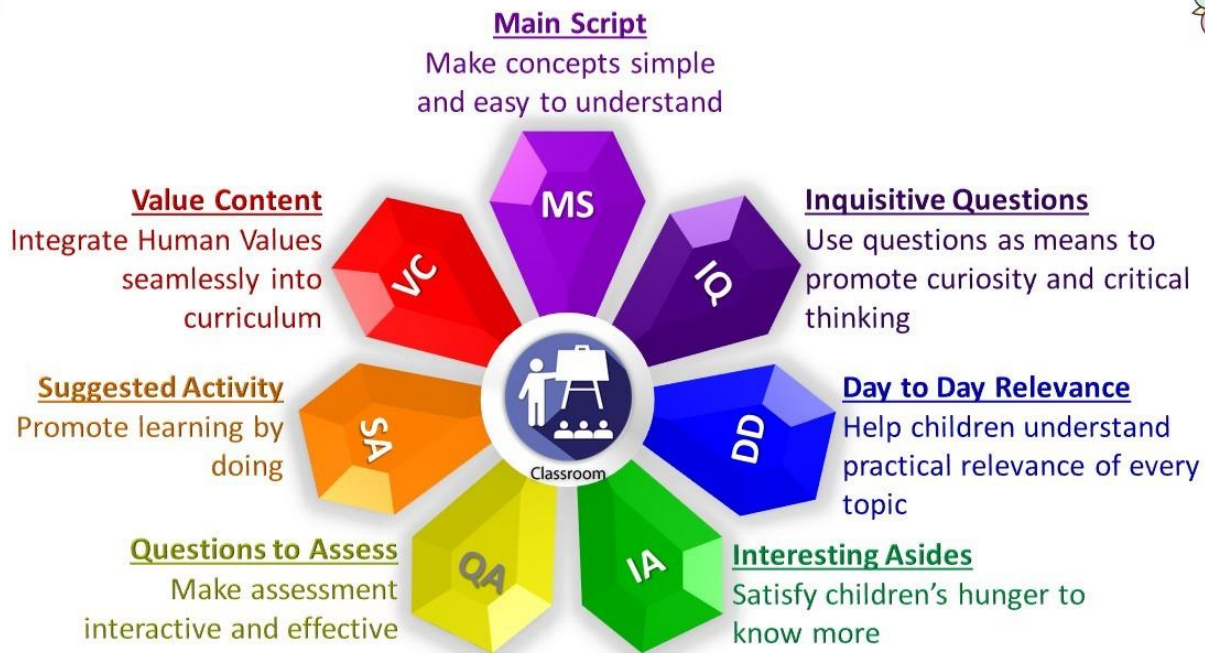 Main Script
Make concepts simple
and easy to understand
MS
Value Content
Integrate Human Values
seamlessly into
curriculum
VC
Inquisitive Questions
Use questions as means to
promote curiosity and critical
thinking
IQ
Suggested Activity
Promote learning by
doing
SA
Classroom
Day to Day Relevance
Help children understand
practical relevance of every
topic
DD
Questions to Assess
Make assessment
interactive and effective
QA
Interesting Asides
Satisfy children’s hunger to
know more
IA